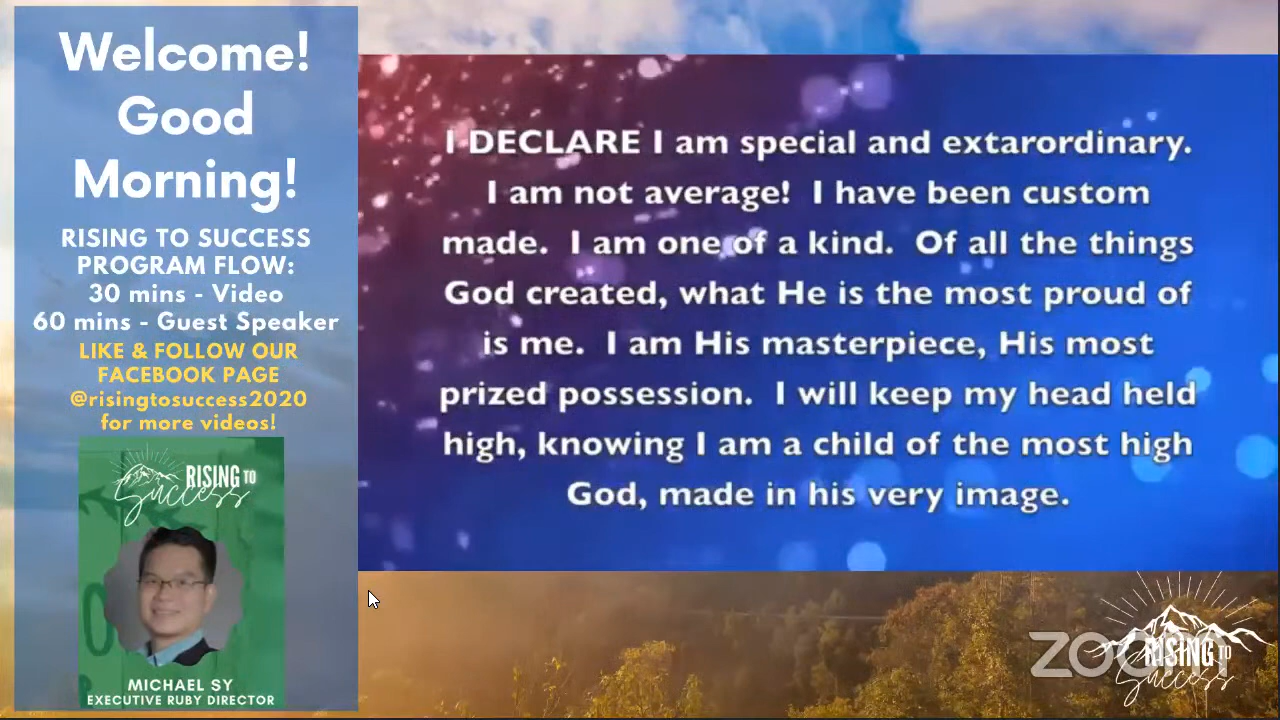 Welcome!
Good
Morning!
RISING TO SUCCESS
PROGRAM FLOW:
30 mins - Video
60 mins - Guest Speaker
LIKE & FOLLOW OUR
FACEBOOK PAGE
@risingtosuccess2020
for more videos!
RISING TO
Success
MICHAEL SY
EXECUTIVE RUBY DIRECTOR
I DECLARE I am special and extarordinary.
I am not average!  I have been custom
made.  I am one of a kind.  Of all the things
God created, what He is the most proud of
is me.  I am His masterpiece, His most
prized possession.  I will keep my head held
high, knowing I am a child of the most high
God, made in his very image.
zoom
RISING TO
Success